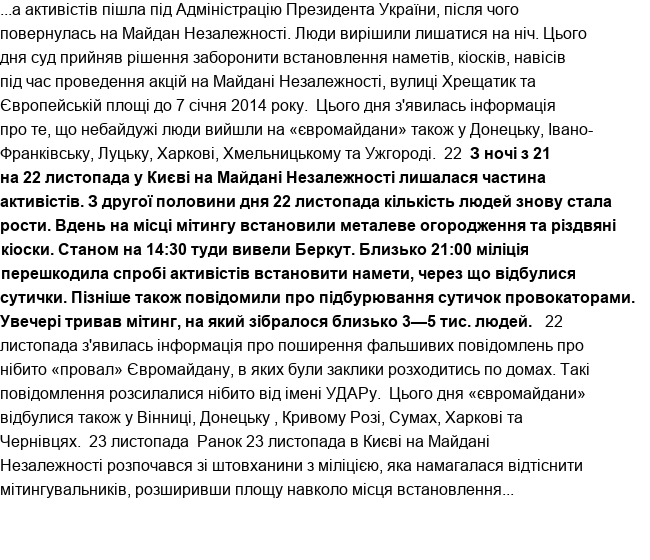 ...а активістів пішла під Адміністрацію Президента України, після чого
повернулась на Майдан Незалежності. Люди вирішили лишатися на ніч. Цього
дня суд прийняв рішення заборонити встановлення наметів, кіосків, навісів
під час проведення акцій на Майдані Незалежності, вулиці Хрещатик та
Європейській площі до 7 січня 2014 року.  Цього дня з'явилась інформація
про те, що небайдужі люди вийшли на «євромайдани» також у Донецьку, Івано-
Франківську, Луцьку, Харкові, Хмельницькому та Ужгороді.  22  З ночі з 21
на 22 листопада у Києві на Майдані Незалежності лишалася частина
активістів. З другої половини дня 22 листопада кількість людей знову стала
рости. Вдень на місці мітингу встановили металеве огородження та різдвяні
кіоски. Станом на 14:30 туди вивели Беркут. Близько 21:00 міліція
перешкодила спробі активістів встановити намети, через що відбулися
сутички. Пізніше також повідомили про підбурювання сутичок провокаторами.
Увечері тривав мітинг, на який зібралося близько 3—5 тис. людей.   22
листопада з'явилась інформація про поширення фальшивих повідомлень про
нібито «провал» Євромайдану, в яких були заклики розходитись по домах. Такі
повідомлення розсилалися нібито від імені УДАРу.  Цього дня «євромайдани»
відбулися також у Вінниці, Донецьку , Кривому Розі, Сумах, Харкові та
Чернівцях.  23 листопада  Ранок 23 листопада в Києві на Майдані
Незалежності розпочався зі штовханини з міліцією, яка намагалася відтіснити
мітингувальників, розширивши площу навколо місця встановлення...